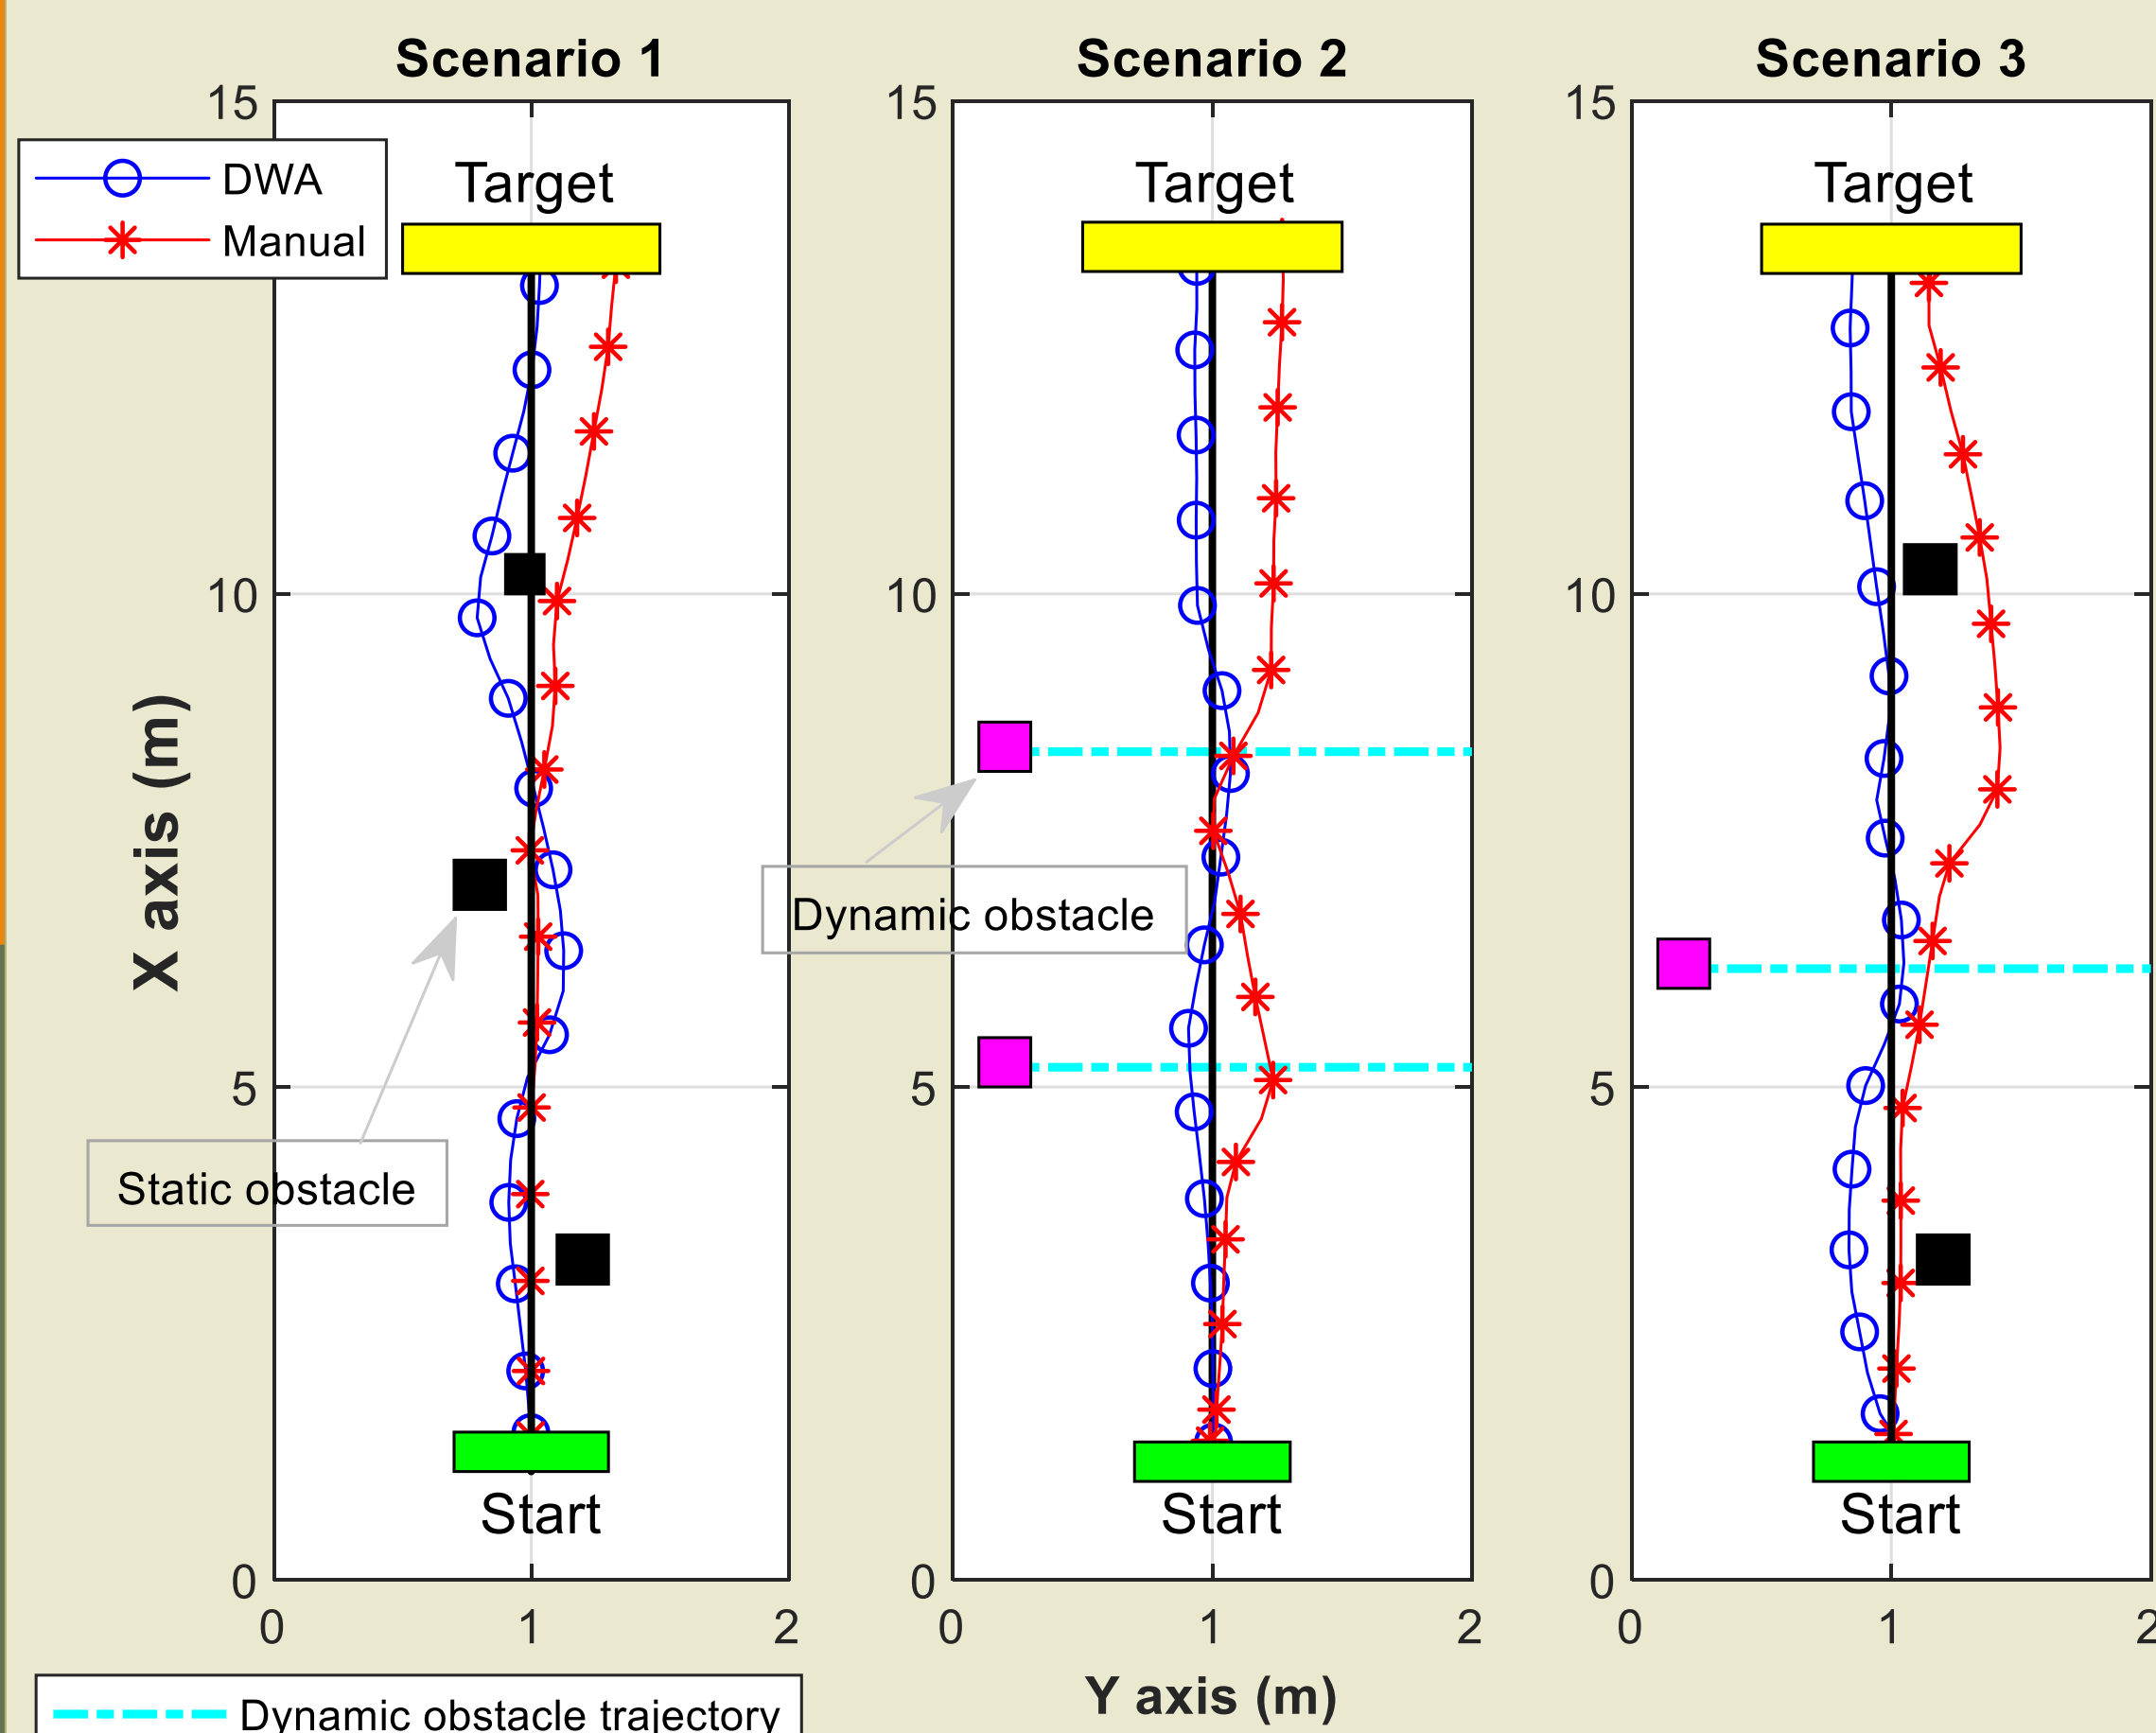 Scenario 1
Scenario 2
Scenario 3
15
15
15
DWA
Manual
Target
Target
Target
10
10
10
X axis (m)
Dynamic obstacle
5
5
5
Static obstacle
Start
Start
Start
0
0
0
0
1
2
0
1
2
0
1
2
Y axis (m)
Dynamic obstacle trajectory